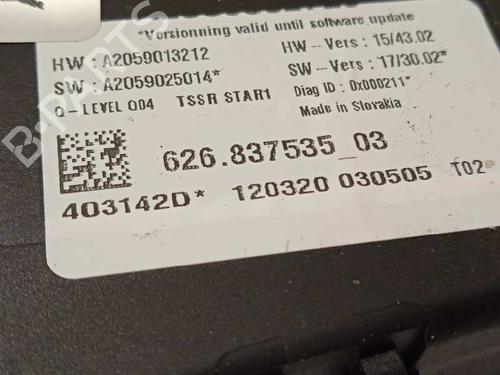 *Versionning valid until software update
HW : A2059013212
HW-Vers : 15/43.02
SW : A2059025014*
SW-Vers : 17/30.02*
Q-LEVEL Q04 TSSR STAR1
Diag ID : 0x000211*
Made in Slovakia
626.837535_03
403142D* 120320 030505 T02
B-PARTS